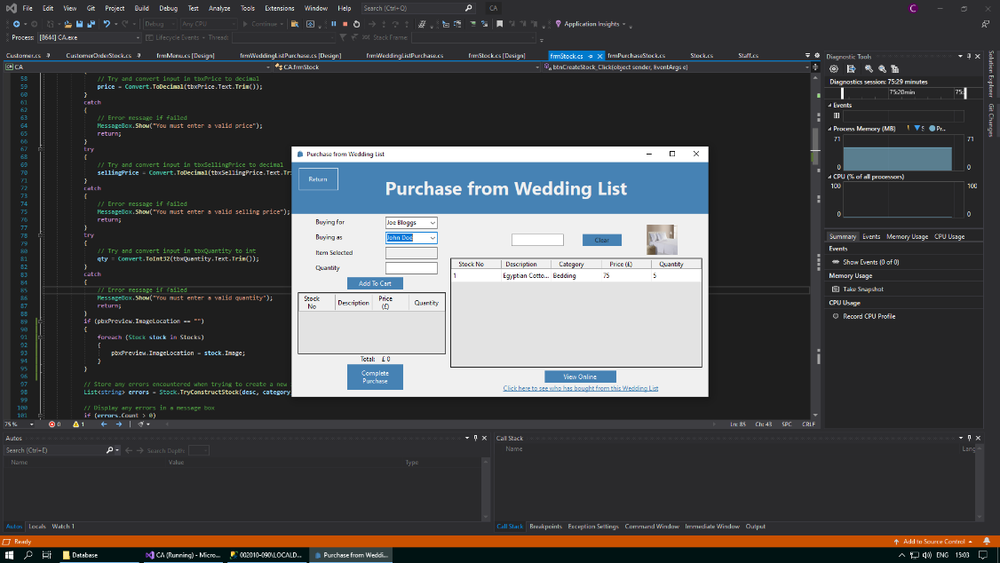 File Edit View Git Project Build Debug Test Analyze Tools Extensions Window Help Search (Ctrl+Q) CA
Debug Any CPU Continue Application Insights
Process: [8644] CA.exe Lifecycle Events Thread: Stack Frame:
Customer.cs CustomerOrderStock.cs frmMenu.cs [Design] frmWeddingListPurchase.cs [Design] frmWeddingListPurchase.cs frmStock.cs [Design] frmStock.cs frmPurchaseStock.cs Stock.cs Staff.cs
CA CA.frmStock btnCreateStock_Click(object sender, EventArgs e)
58 // Try and convert input in tbxPrice to decimal
59 price = Convert.ToDecimal(tbxPrice.Text.Trim());
60 }
61 catch
62 {
63 // Error message if failed
64 MessageBox.Show("You must enter a valid price");
65 return;
66 }
67 try
68 {
69 // Try and convert input in tbxSellingPrice to decimal
70 sellingPrice = Convert.ToDecimal(tbxSellingPrice.Text.Tr
71 }
72 catch
73 {
74 // Error message if failed
75 MessageBox.Show("You must enter a valid selling price");
76 return;
77 }
78 try
79 {
80 // Try and convert input in tbxQuantity to int
81 qty = Convert.ToInt32(tbxQuantity.Text.Trim());
82 }
83 catch
84 {
85 // Error message if failed
86 MessageBox.Show("You must enter a valid quantity");
87 return;
88 }
89 if (pbxPreview.ImageLocation == "")
90 {
91 foreach (Stock stock in Stocks)
92 {
93 pbxPreview.ImageLocation = stock.Image;
94 }
95 }
96
97 // Store any errors encountered when trying to create a new
98 List<string> errors = Stock.TryConstructStock(desc, category
99
100 // Display any errors in a message box
101 if (errors.Count > 0)
75 % 0 1 Ln: 85 Ch: 43 SPC CRLF
Purchase from Wedding List
Return
Purchase from Wedding List
Buying for Joe Bloggs
Buying as John Doe
Item Selected
Quantity
Add To Cart
Stock No Description Price (£) Quantity
Total: £ 0
Complete Purchase
Clear
Stock No Description Category Price (£) Quantity
1 Egyptian Cotto... Bedding 75 5
View Online
Click here to see who has bought from this Wedding List
Diagnostic Tools
Diagnostics session: 75:29 minutes
75:20min 75:
Events
Process Memory (MB) S Pr...
71 71
0 0
CPU (% of all processors)
100 100
0 0
Summary Events Memory Usage CPU Usage
Events
Show Events (0 of 0)
Memory Usage
Take Snapshot
CPU Usage
Record CPU Profile
Solution Explorer
Git Changes
Autos
Search (Ctrl+E) Search Depth:
Name Value Type
Autos Locals Watch 1
Call Stack
Name Lang
Call Stack Breakpoints Exception Settings Command Window Immediate Window Output
Ready Add to Source Control
Database CA (Running) - Micro... 002010-090\LOCALD... Purchase from Weddin... ENG 15:03